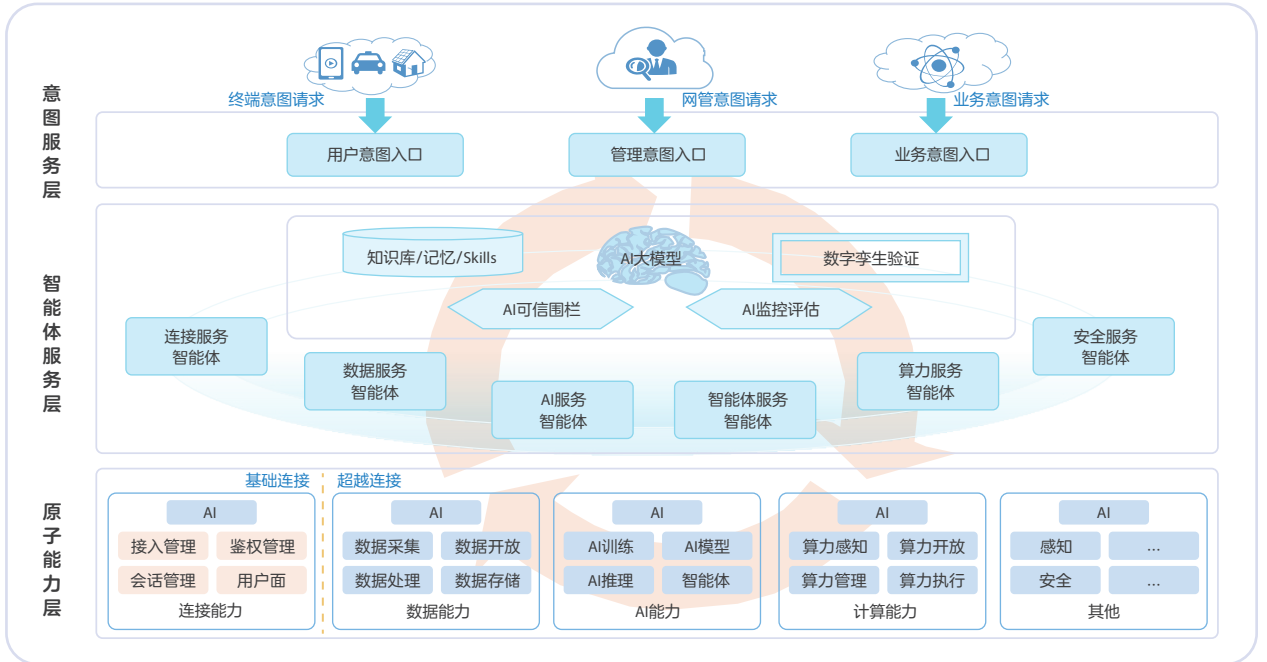 意图服务层
终端意图请求
网管意图请求
业务意图请求
用户意图入口
管理意图入口
业务意图入口
智能体服务层
知识库/记忆/Skills
AI大模型
数字孪生验证
AI可信围栏
AI监控评估
连接服务
智能体
数据服务
智能体
AI服务
智能体
智能体服务
智能体
算力服务
智能体
安全服务
智能体
原子能力层
基础连接
超越连接
AI
接入管理
鉴权管理
会话管理
用户面
连接能力
AI
数据采集
数据开放
数据处理
数据存储
数据能力
AI
AI训练
AI模型
AI推理
智能体
AI能力
AI
算力感知
算力开放
算力管理
算力执行
计算能力
AI
感知
...
安全
...
其他